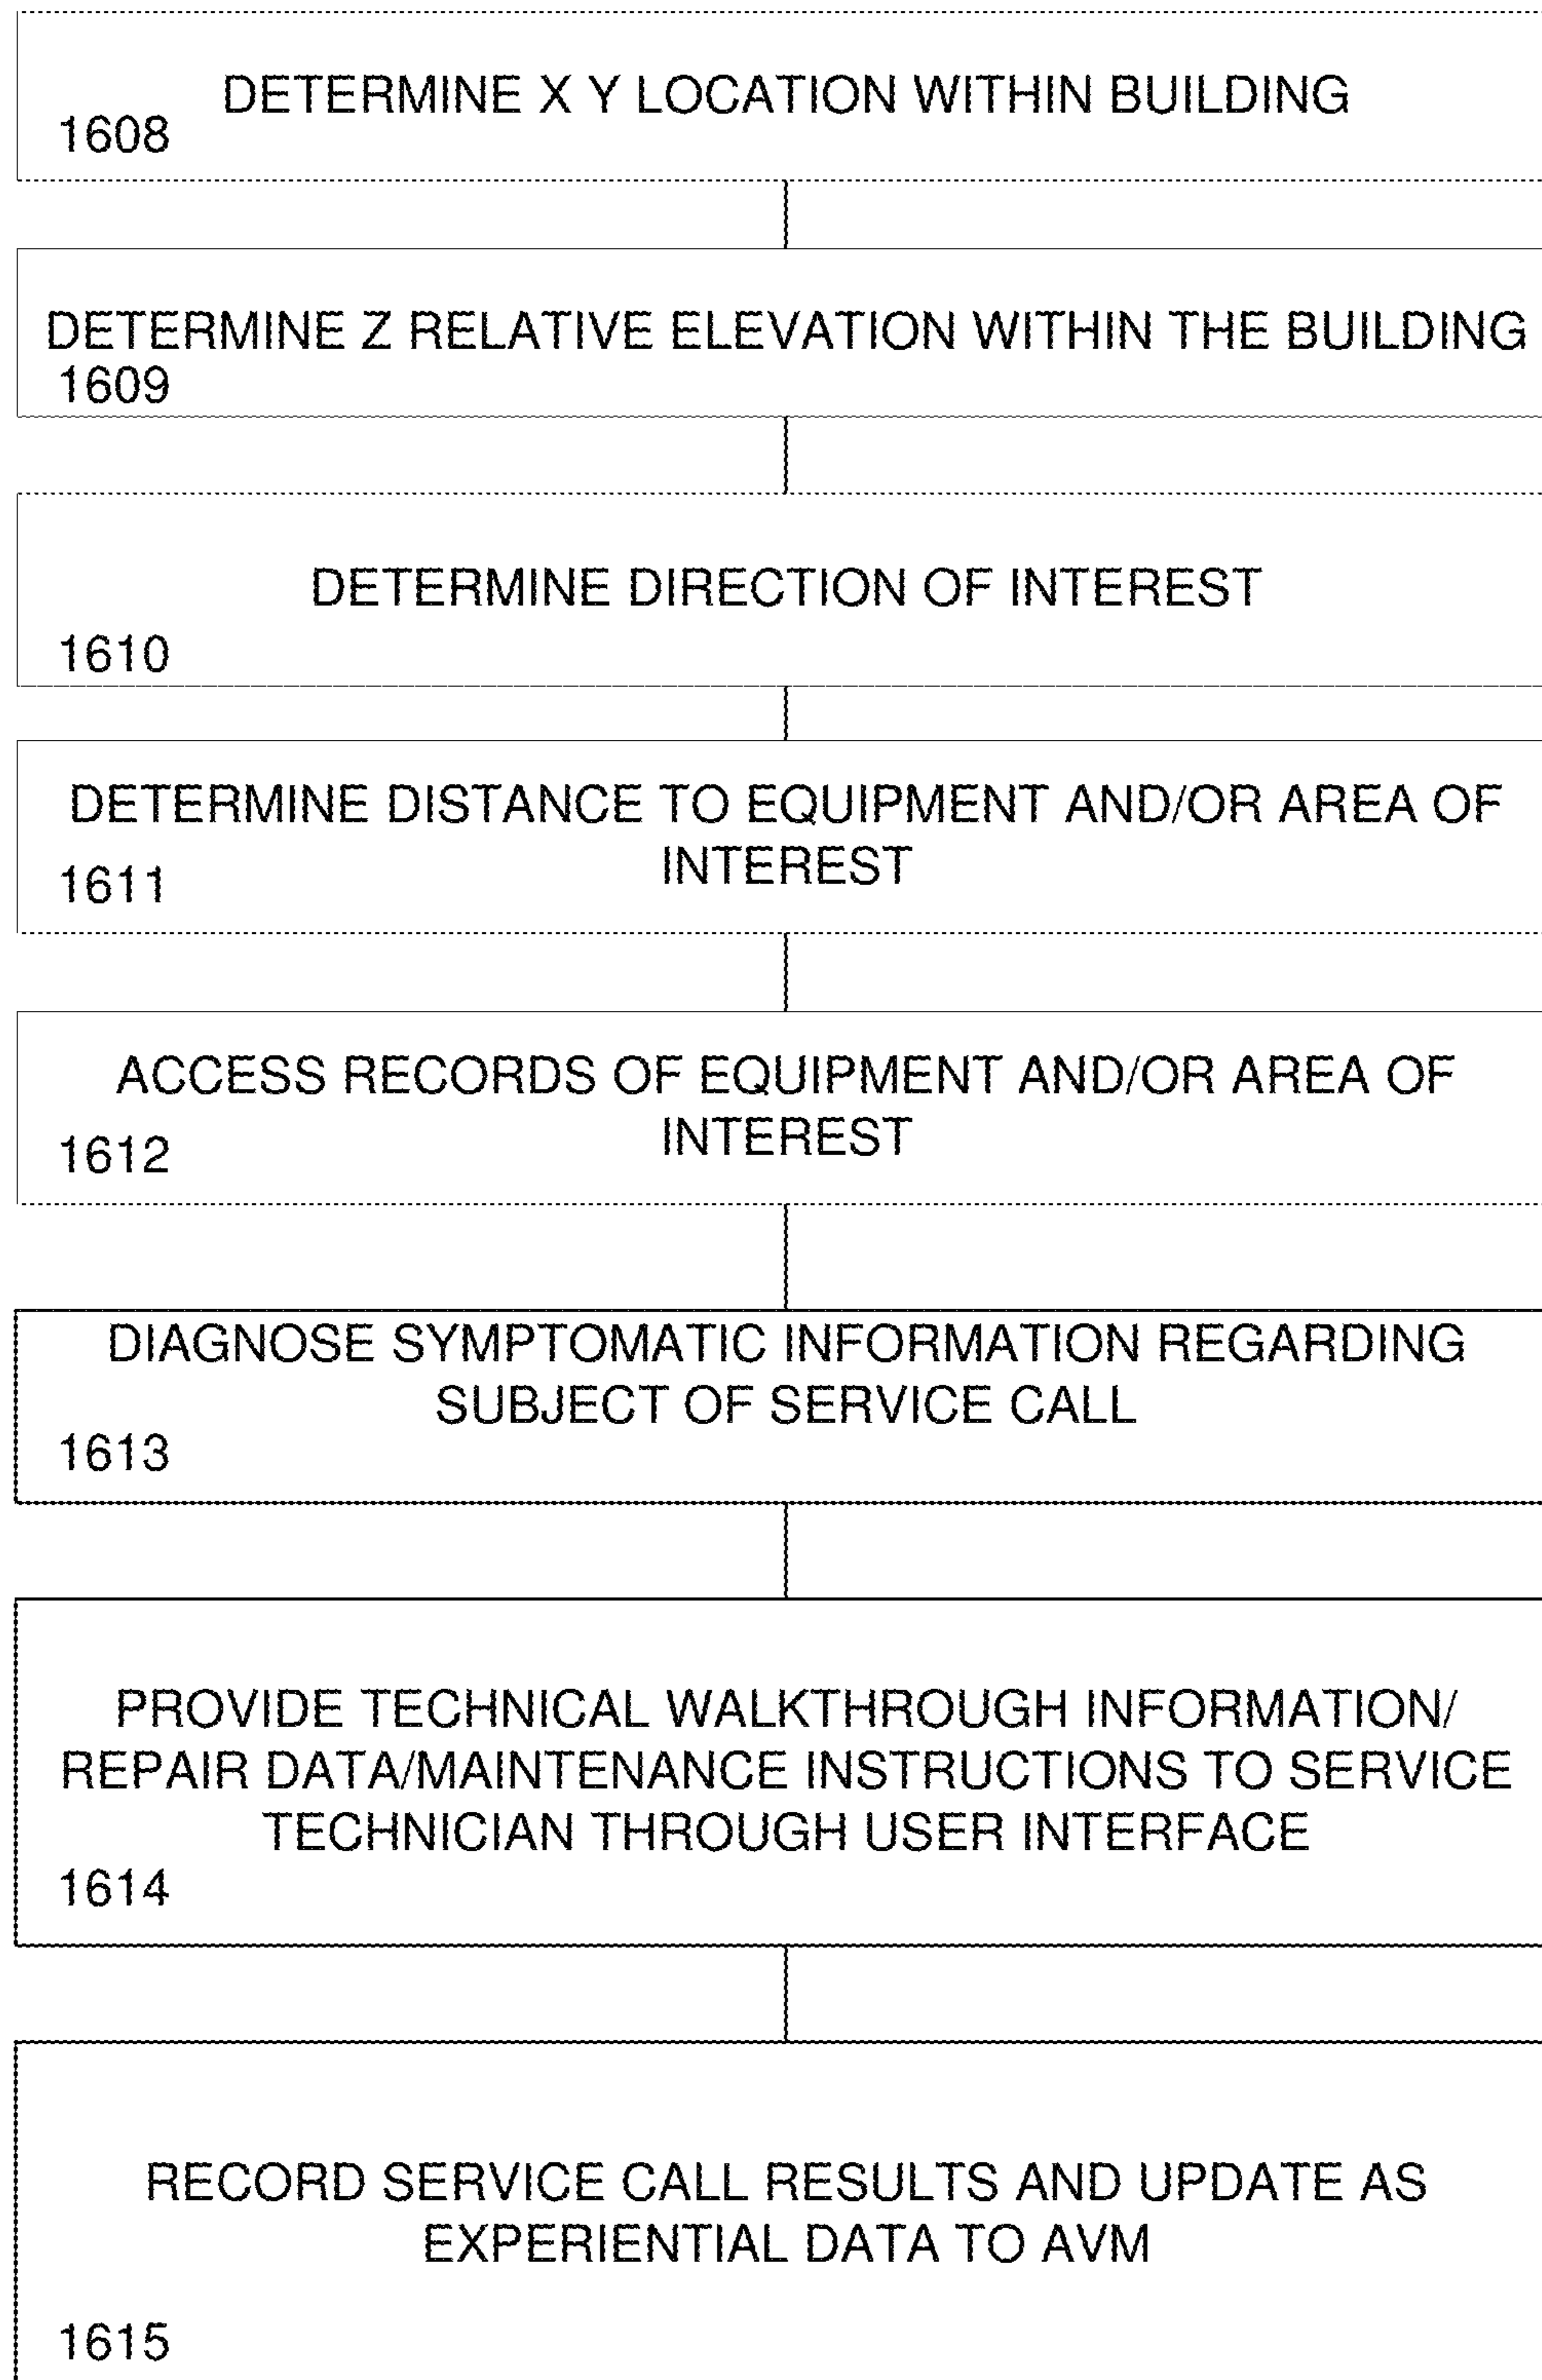 DETERMINE X Y LOCATION WITHIN BUILDING
1608
DETERMINE Z RELATIVE ELEVATION WITHIN THE BUILDING
1609
DETERMINE DIRECTION OF INTEREST
1610
DETERMINE DISTANCE TO EQUIPMENT AND/OR AREA OF
INTEREST
1611
ACCESS RECORDS OF EQUIPMENT AND/OR AREA OF
INTEREST
1612
DIAGNOSE SYMPTOMATIC INFORMATION REGARDING
SUBJECT OF SERVICE CALL
1613
PROVIDE TECHNICAL WALKTHROUGH INFORMATION/
REPAIR DATA/MAINTENANCE INSTRUCTIONS TO SERVICE
TECHNICIAN THROUGH USER INTERFACE
1614
RECORD SERVICE CALL RESULTS AND UPDATE AS
EXPERIENTIAL DATA TO AVM
1615